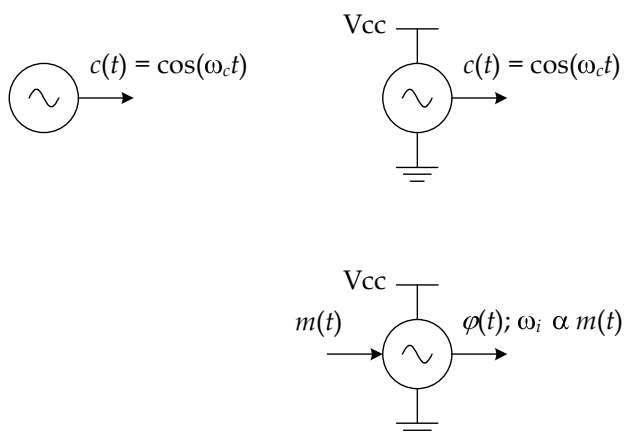 Vcc
c(t) = cos(ω_c t)
c(t) = cos(ω_c t)
Vcc
m(t)
φ(t); ω_i α m(t)